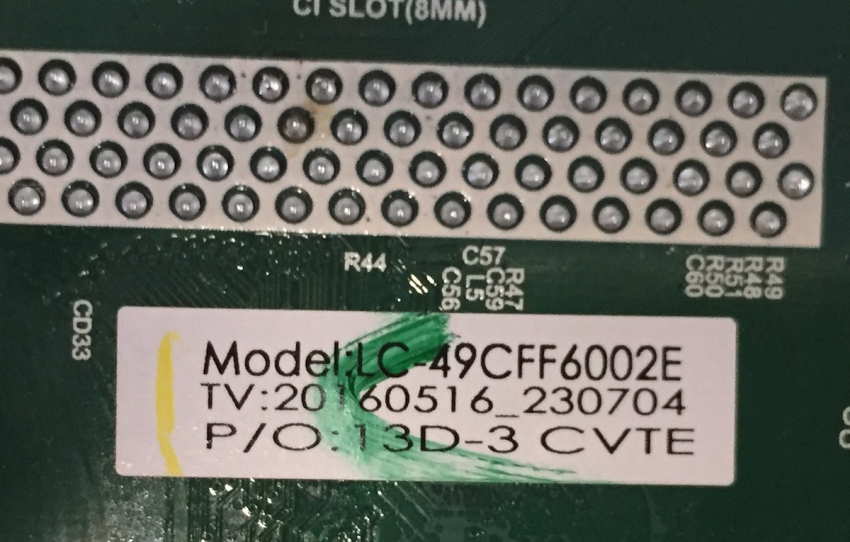 CI SLOT(8MM)
R44
C57
C56
L5
C59
R47
C60
R50
R51
R48
R49
CD33
Model:LC-49CFF6002E
TV:20160516_230704
P/O:13D-3 CVTE